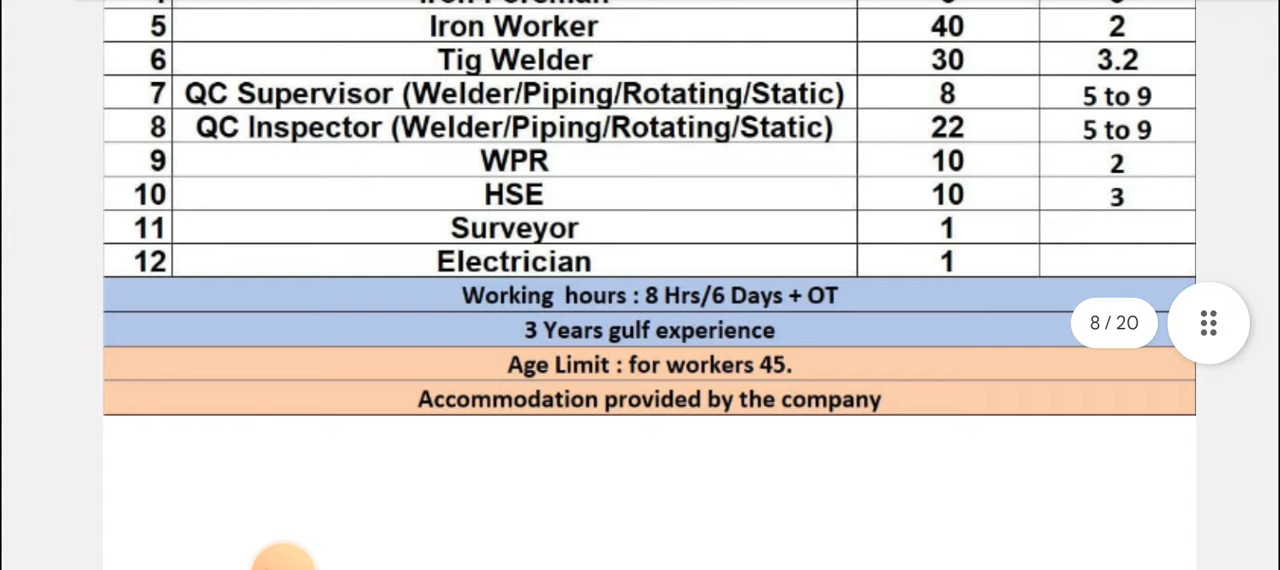 5 Iron Worker 40 2
6 Tig Welder 30 3.2
7 QC Supervisor (Welder/Piping/Rotating/Static) 8 5 to 9
8 QC Inspector (Welder/Piping/Rotating/Static) 22 5 to 9
9 WPR 10 2
10 HSE 10 3
11 Surveyor 1
12 Electrician 1
Working hours : 8 Hrs/6 Days + OT
3 Years gulf experience
8 / 20
Age Limit : for workers 45.
Accommodation provided by the company